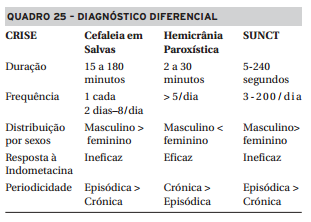 QUADRO 25 – DIAGNÓSTICO DIFERENCIAL
CRISE Cefaleia em Hemicrânia SUNCT
Salvas Paroxística
Duração 15 a 180 2 a 30 5-240
minutos minutos segundos
Frequência 1 cada > 5/dia 3-200/dia
2 dias–8/dia
Distribuição Masculino > Masculino < Masculino>
por sexos feminino feminino feminino
Resposta à Ineficaz Eficaz Ineficaz
Indometacina
Periodicidade Episódica > Crónica > Episódica >
Crónica Episódica Crónica